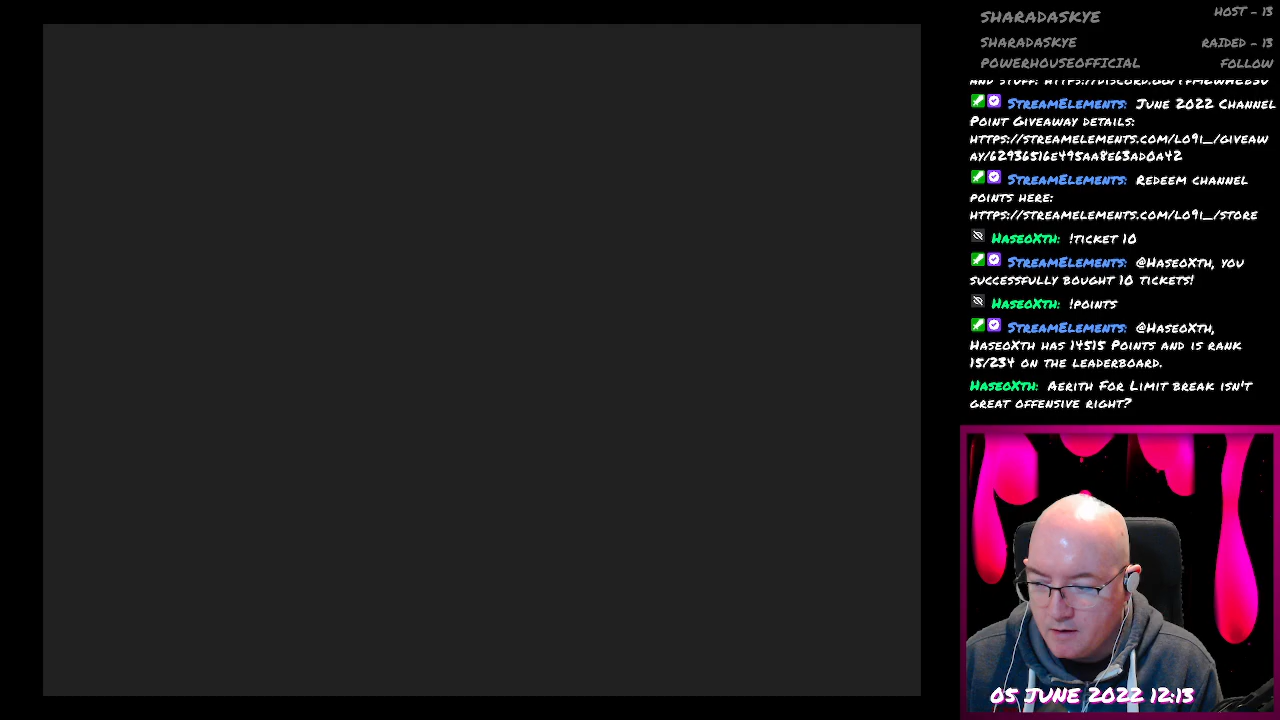 SHARADASKYE HOST - 13
SHARADASKYE RAIDED - 13
POWERHOUSEOFFICIAL FOLLOW
StreamElements: June 2022 Channel
Point Giveaway details:
https://streamelements.com/lo9i_/giveaw
ay/62936516e495aa8e63ad0a42
StreamElements: Redeem channel
points here:
https://streamelements.com/lo9i_/store
HaseoXth: !ticket 10
StreamElements: @HaseoXth, you
successfully bought 10 tickets!
HaseoXth: !points
StreamElements: @HaseoXth,
HaseoXth has 14515 Points and is rank
15/234 on the leaderboard.
HaseoXth: Aerith For Limit break isn't
great offensive right?
05 JUNE 2022 12:13